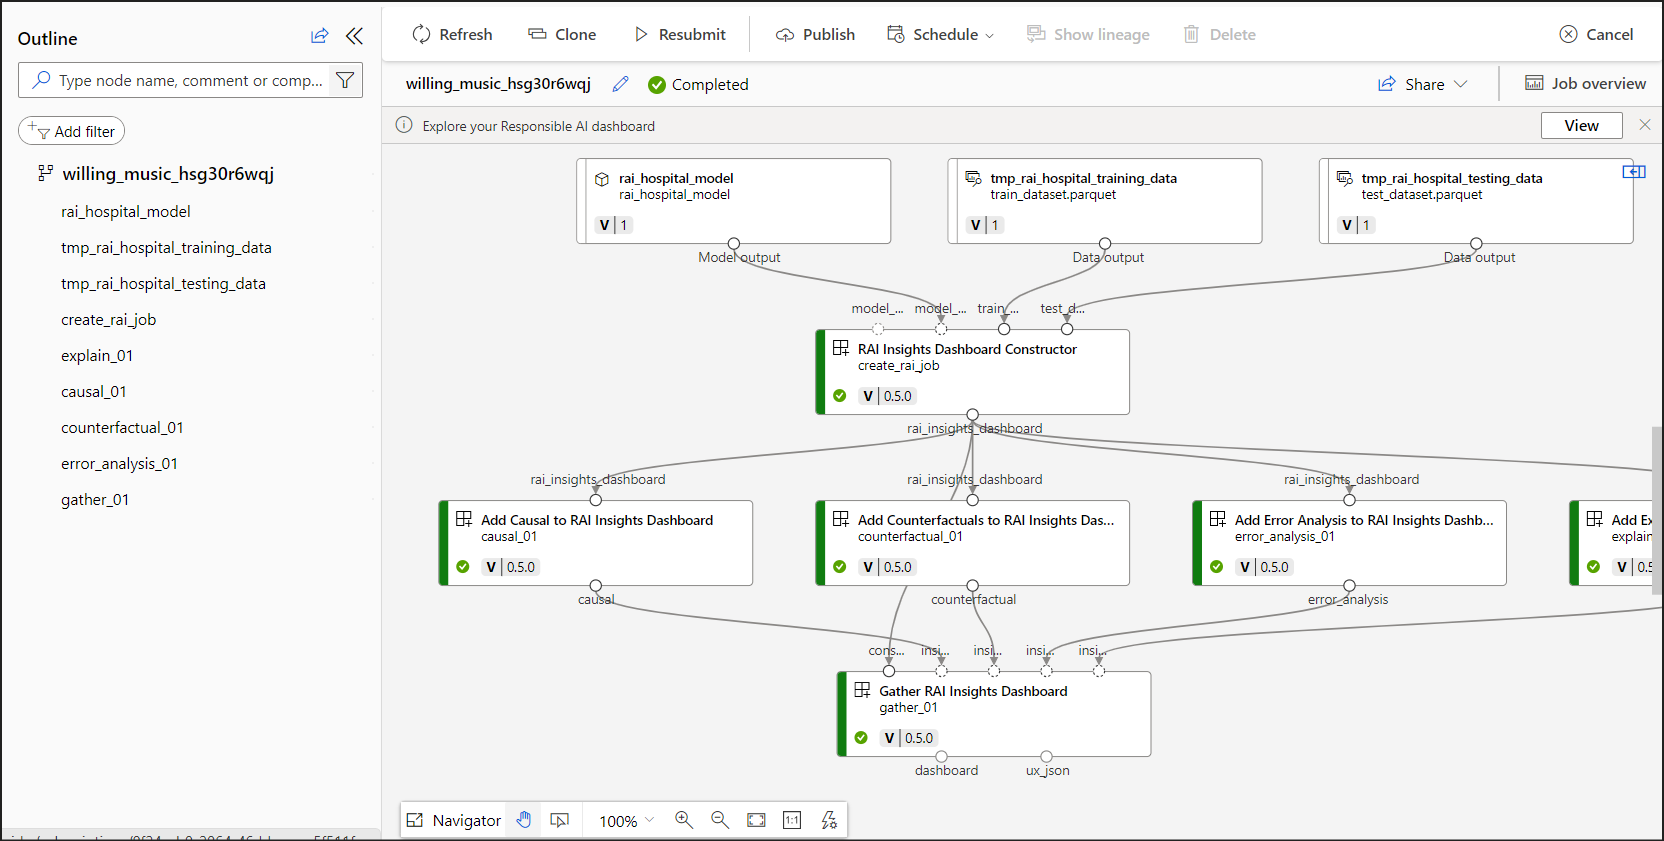 Outline
Type node name, comment or comp...
Add filter
willing_music_hsg30r6wqj
rai_hospital_model
tmp_rai_hospital_training_data
tmp_rai_hospital_testing_data
create_rai_job
explain_01
causal_01
counterfactual_01
error_analysis_01
gather_01
Refresh Clone Resubmit Publish Schedule Show lineage Delete Cancel
willing_music_hsg30r6wqj Completed Share Job overview
Explore your Responsible AI dashboard View
rai_hospital_model
rai_hospital_model
V 1
Model output
tmp_rai_hospital_training_data
train_dataset.parquet
V 1
Data output
tmp_rai_hospital_testing_data
test_dataset.parquet
V 1
Data output
model_... model_... train_... test_d...
RAI Insights Dashboard Constructor
create_rai_job
V 0.5.0
rai_insights_dashboard
rai_insights_dashboard rai_insights_dashboard rai_insights_dashboard
Add Causal to RAI Insights Dashboard
causal_01
V 0.5.0
causal
Add Counterfactuals to RAI Insights Das...
counterfactual_01
V 0.5.0
counterfactual
Add Error Analysis to RAI Insights Dashb...
error_analysis_01
V 0.5.0
error_analysis
Add Ex
explain
V 0.5
cons... insi... insi... insi... insi...
Gather RAI Insights Dashboard
gather_01
V 0.5.0
dashboard ux_json
Navigator 100% 1:1